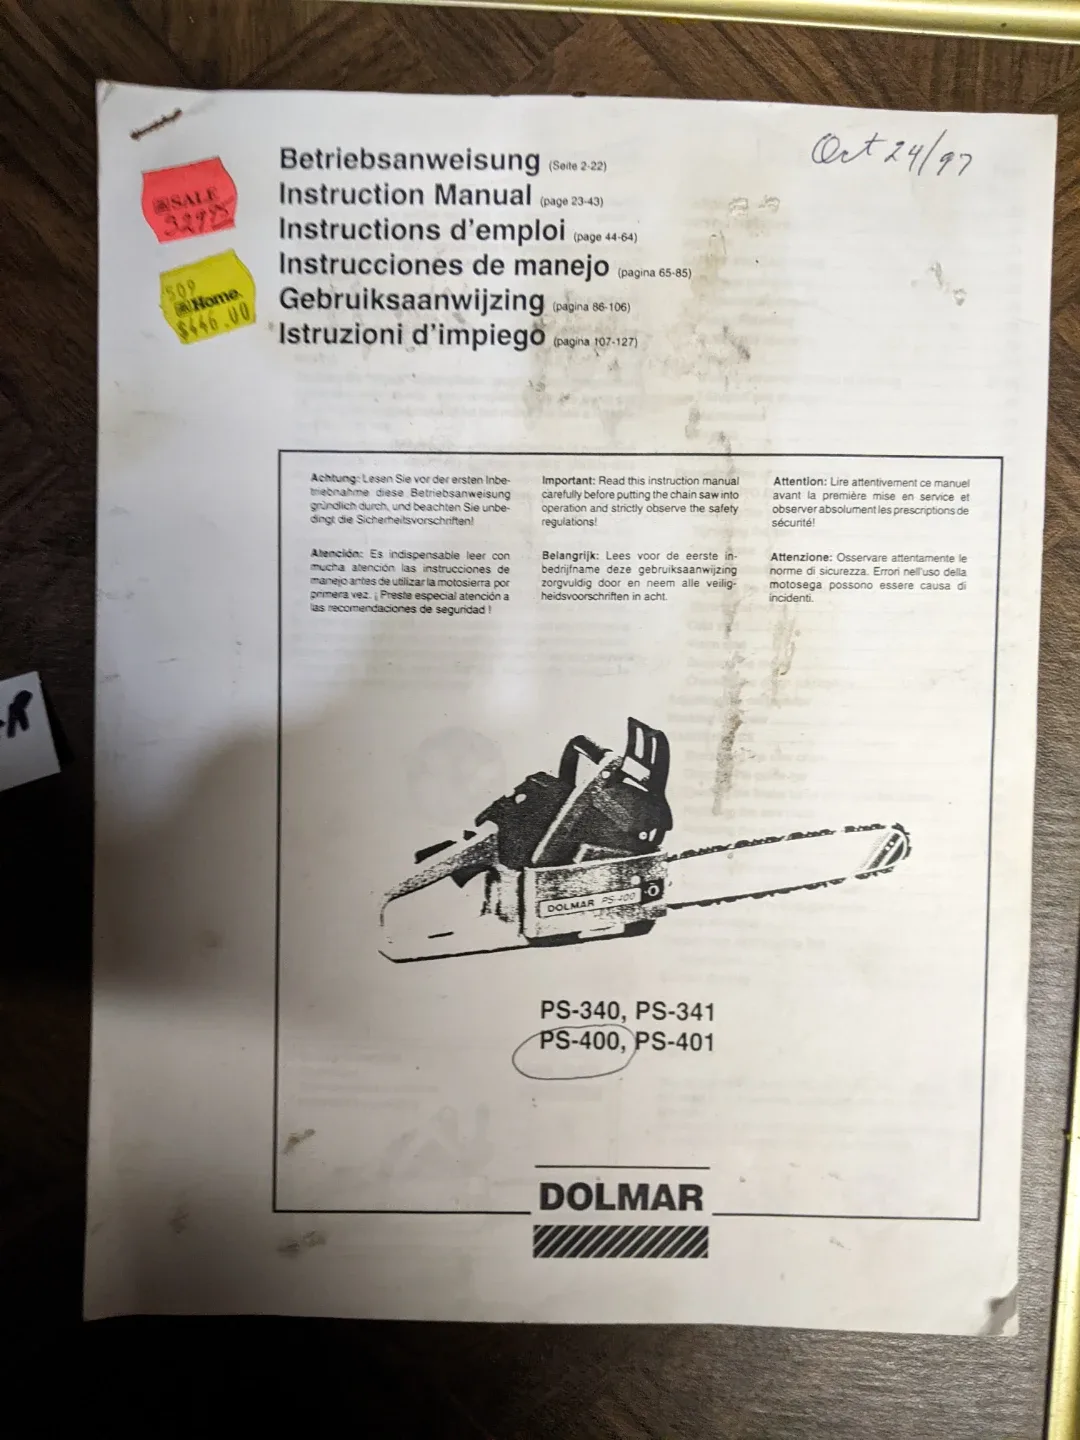 Oct 24/97
SALE
329.95
509
Home
$446.00
Betriebsanweisung (Seite 2-22)
Instruction Manual (page 23-43)
Instructions d'emploi (page 44-64)
Instrucciones de manejo (pagina 65-85)
Gebruiksaanwijzing (pagina 86-106)
Istruzioni d'impiego (pagina 107-127)
Achtung: Lesen Sie vor der ersten Inbe-
triebnahme diese Betriebsanweisung
gründlich durch, und beachten Sie unbe-
dingt die Sicherheitsvorschriften!
Important: Read this instruction manual
carefully before putting the chain saw into
operation and strictly observe the safety
regulations!
Attention: Lire attentivement ce manuel
avant la première mise en service et
observer absolument les prescriptions de
sécurité!
Atención: Es indispensable leer con
mucha atención las instrucciones de
manejo antes de utilizar la motosierra por
primera vez. ¡ Preste especial atención a
las recomendaciones de seguridad !
Belangrijk: Lees voor de eerste in-
bedrijfname deze gebruiksaanwijzing
zorgvuldig door en neem alle veilig-
heidsvoorschriften in acht.
Attenzione: Osservare attentamente le
norme di sicurezza. Errori nell'uso della
motosega possono essere causa di
incidenti.
DOLMAR PS-400
PS-340, PS-341
PS-400, PS-401
DOLMAR